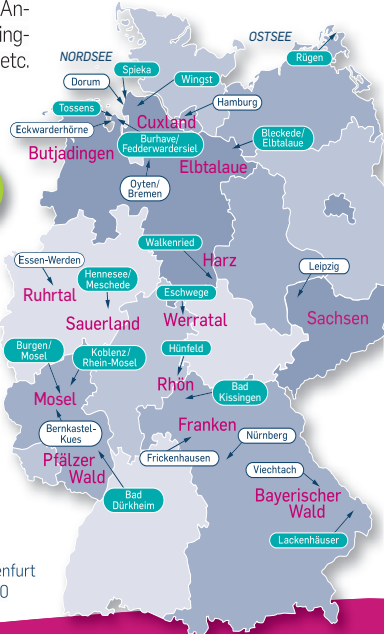 An-
ing-
etc.
NORDSEE
OSTSEE
Spieka
Rügen
Dorum
Wingst
Hamburg
Tossens
Cuxland
Eckwarderhörne
Burhave/
Fedderwardersiel
Bleckede/
Elbtalaue
Butjadingen
Elbtalaue
Oyten/
Bremen
Walkenried
Essen-Werden
Harz
Leipzig
Hennesee/
Meschede
Ruhrtal
Eschwege
Sauerland
Werratal
Sachsen
Burgen/
Mosel
Koblenz/
Rhein-Mosel
Hünfeld
Rhön
Bad
Kissingen
Mosel
Bernkastel-
Kues
Franken
Nürnberg
Frickenhausen
Pfälzer
Wald
Viechtach
Bad
Dürkheim
Bayerischer
Wald
Lackenhäuser
enfurt
0